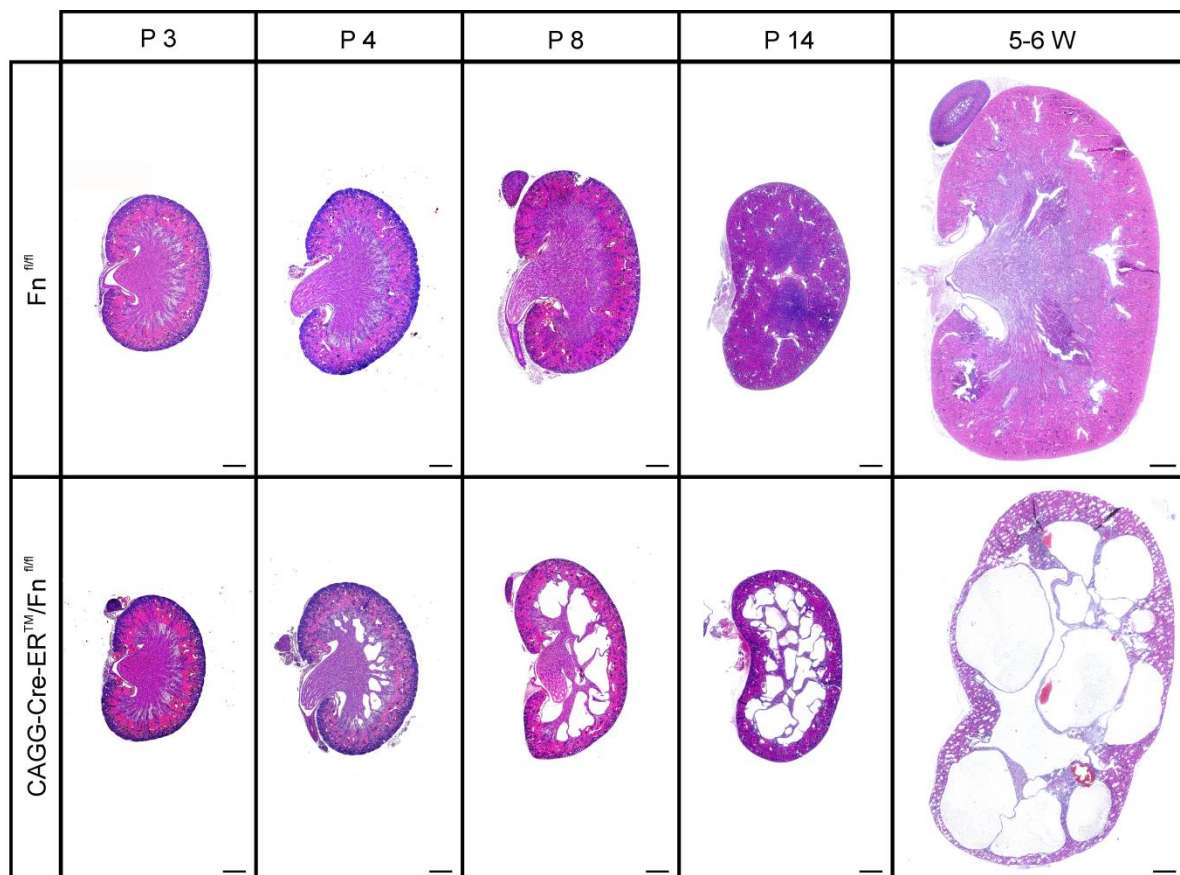 P 3
P 4
P 8
P 14
5-6 W
Fn fl/fl
CAGG-Cre-ER™/Fn fl/fl